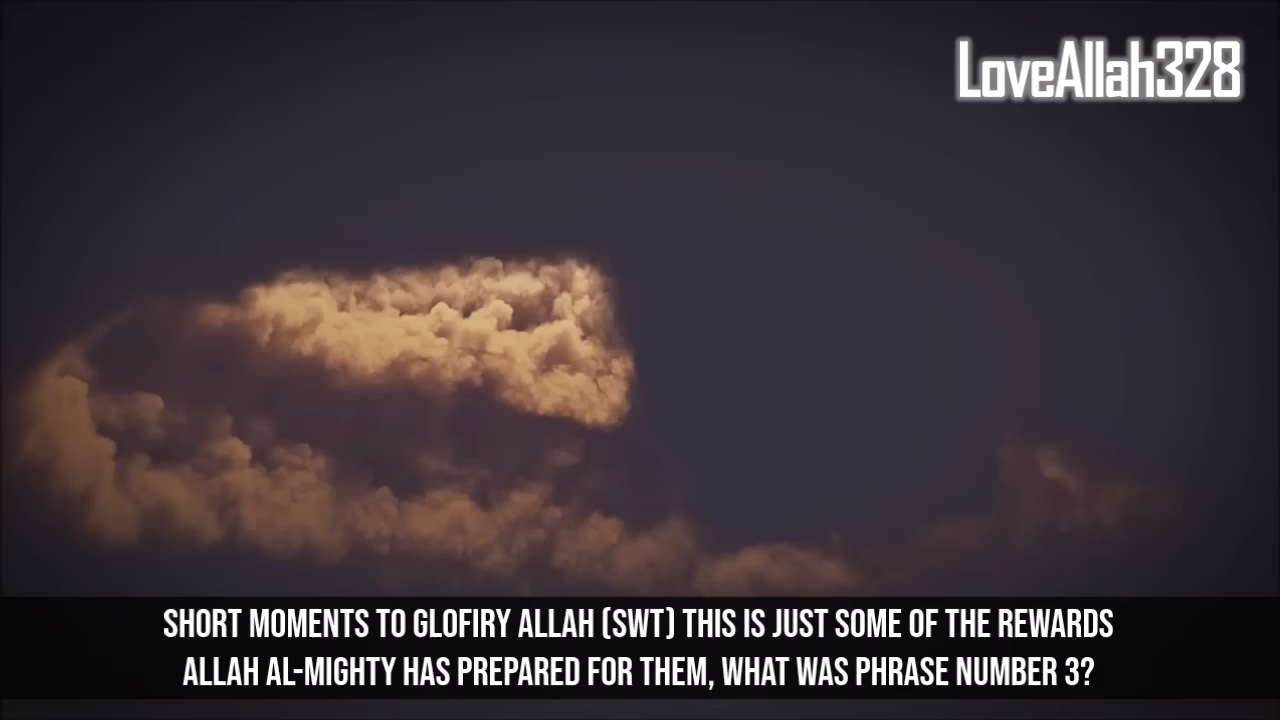 LoveAllah328
SHORT MOMENTS TO GLOFIRY ALLAH (SWT) THIS IS JUST SOME OF THE REWARDS
ALLAH AL-MIGHTY HAS PREPARED FOR THEM, WHAT WAS PHRASE NUMBER 3?